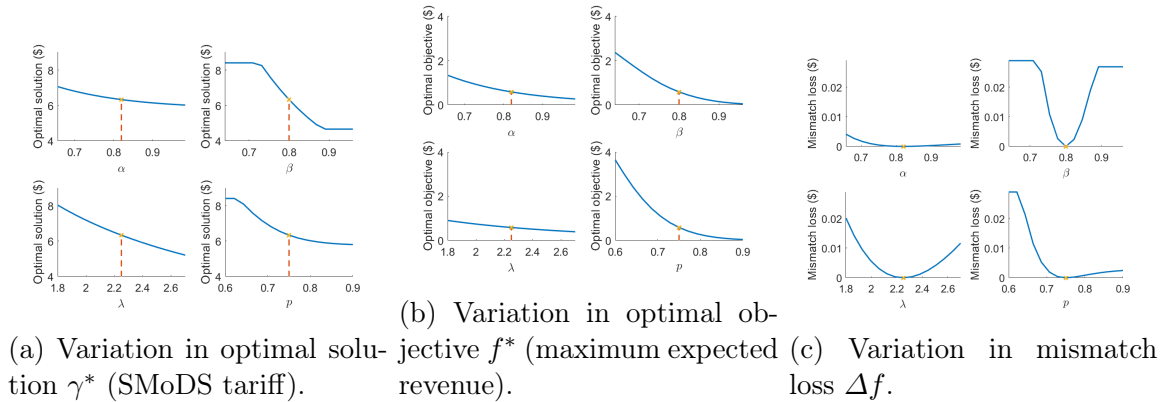 Optimal solution ($)
8
6
4
0.7 0.8 0.9
α
Optimal solution ($)
8
6
4
0.7 0.8 0.9
β
Optimal solution ($)
8
6
4
1.8 2 2.2 2.4 2.6
λ
Optimal solution ($)
8
6
4
0.6 0.7 0.8 0.9
p
(a) Variation in optimal solu-
tion γ* (SMoDS tariff).
Optimal objective ($)
4
2
0
0.7 0.8 0.9
α
Optimal objective ($)
4
2
0
0.7 0.8 0.9
β
Optimal objective ($)
4
2
0
1.8 2 2.2 2.4 2.6
λ
Optimal objective ($)
4
2
0
0.6 0.7 0.8 0.9
p
(b) Variation in optimal ob-
jective f* (maximum expected
revenue).
Mismatch loss ($)
0.02
0.01
0
0.7 0.8 0.9
α
Mismatch loss ($)
0.02
0.01
0
0.7 0.8 0.9
β
Mismatch loss ($)
0.02
0.01
0
1.8 2 2.2 2.4 2.6
λ
Mismatch loss ($)
0.02
0.01
0
0.6 0.7 0.8 0.9
p
(c) Variation in mismatch
loss Δf.